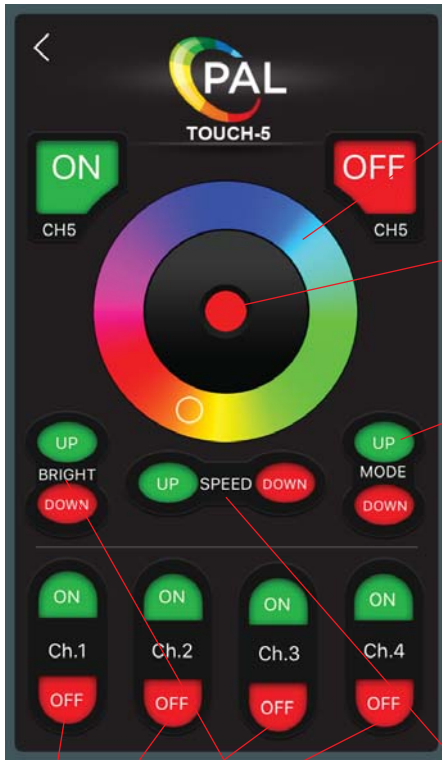 PAL
TOUCH-5
ON OFF
CH5 CH5
UP UP
BRIGHT UP SPEED DOWN MODE
DOWN DOWN
ON ON ON ON
Ch.1 Ch.2 Ch.3 Ch.4
OFF OFF OFF OFF